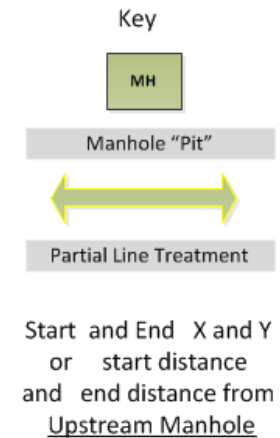 Key
MH
Manhole “Pit”
Partial Line Treatment
Start and End X and Y
or start distance
and end distance from
Upstream Manhole